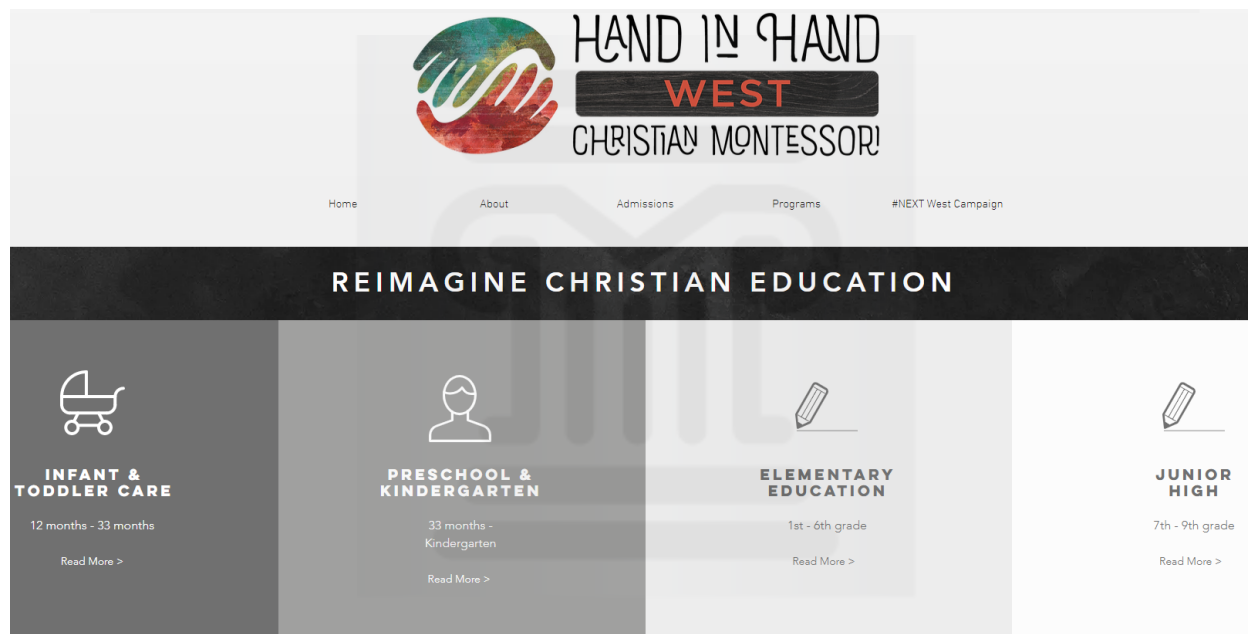 HAND IN HAND
WEST
CHRISTIAN MONTESSORI
Home
About
Admissions
Programs
#NEXT West Campaign
REIMAGINE CHRISTIAN EDUCATION
INFANT &
TODDLER CARE
12 months - 33 months
Read More >
PRESCHOOL &
KINDERGARTEN
33 months -
Kindergarten
Read More >
ELEMENTARY
EDUCATION
1st - 6th grade
Read More >
JUNIOR
HIGH
7th - 9th grade
Read More >